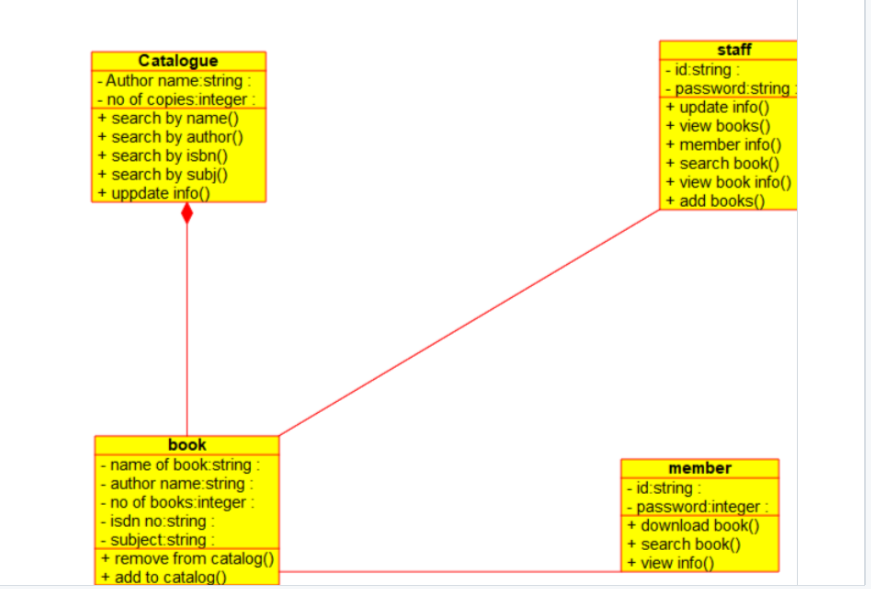 Catalogue
- Author name:string :
- no of copies:integer :
+ search by name()
+ search by author()
+ search by isbn()
+ search by subj()
+ uppdate info()
staff
- id:string :
- password:string :
+ update info()
+ view books()
+ member info()
+ search book()
+ view book info()
+ add books()
book
- name of book:string :
- author name:string :
- no of books:integer :
- isdn no:string :
- subject:string :
+ remove from catalog()
+ add to catalog()
member
- id:string :
- password:integer :
+ download book()
+ search book()
+ view info()